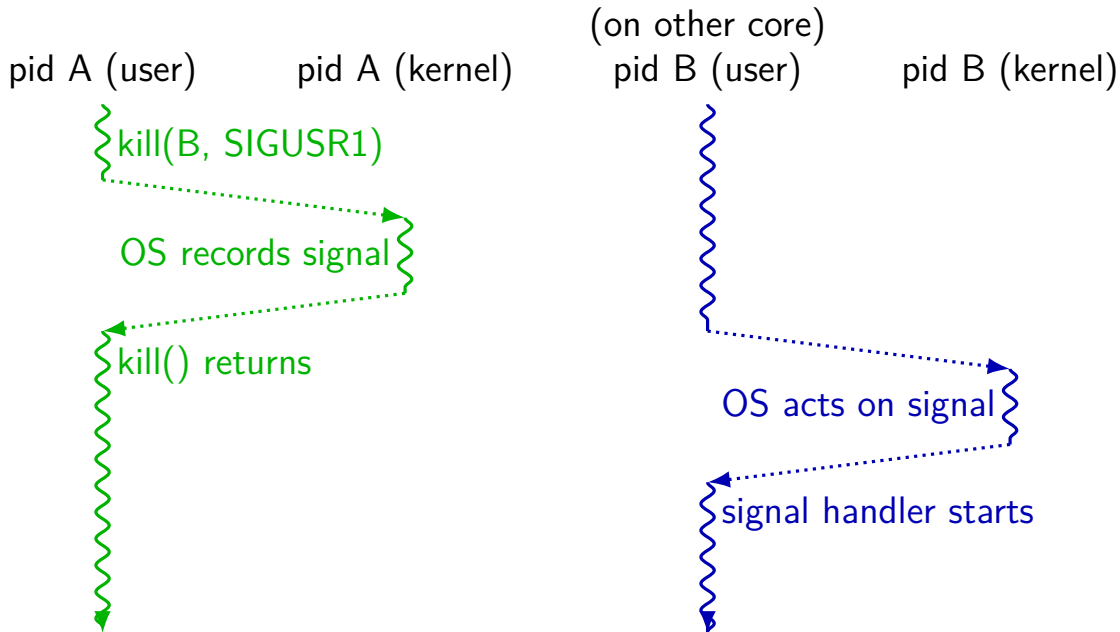 (on other core)
pid A (user)
pid A (kernel)
pid B (user)
pid B (kernel)
kill(B, SIGUSR1)
OS records signal
kill() returns
OS acts on signal
signal handler starts